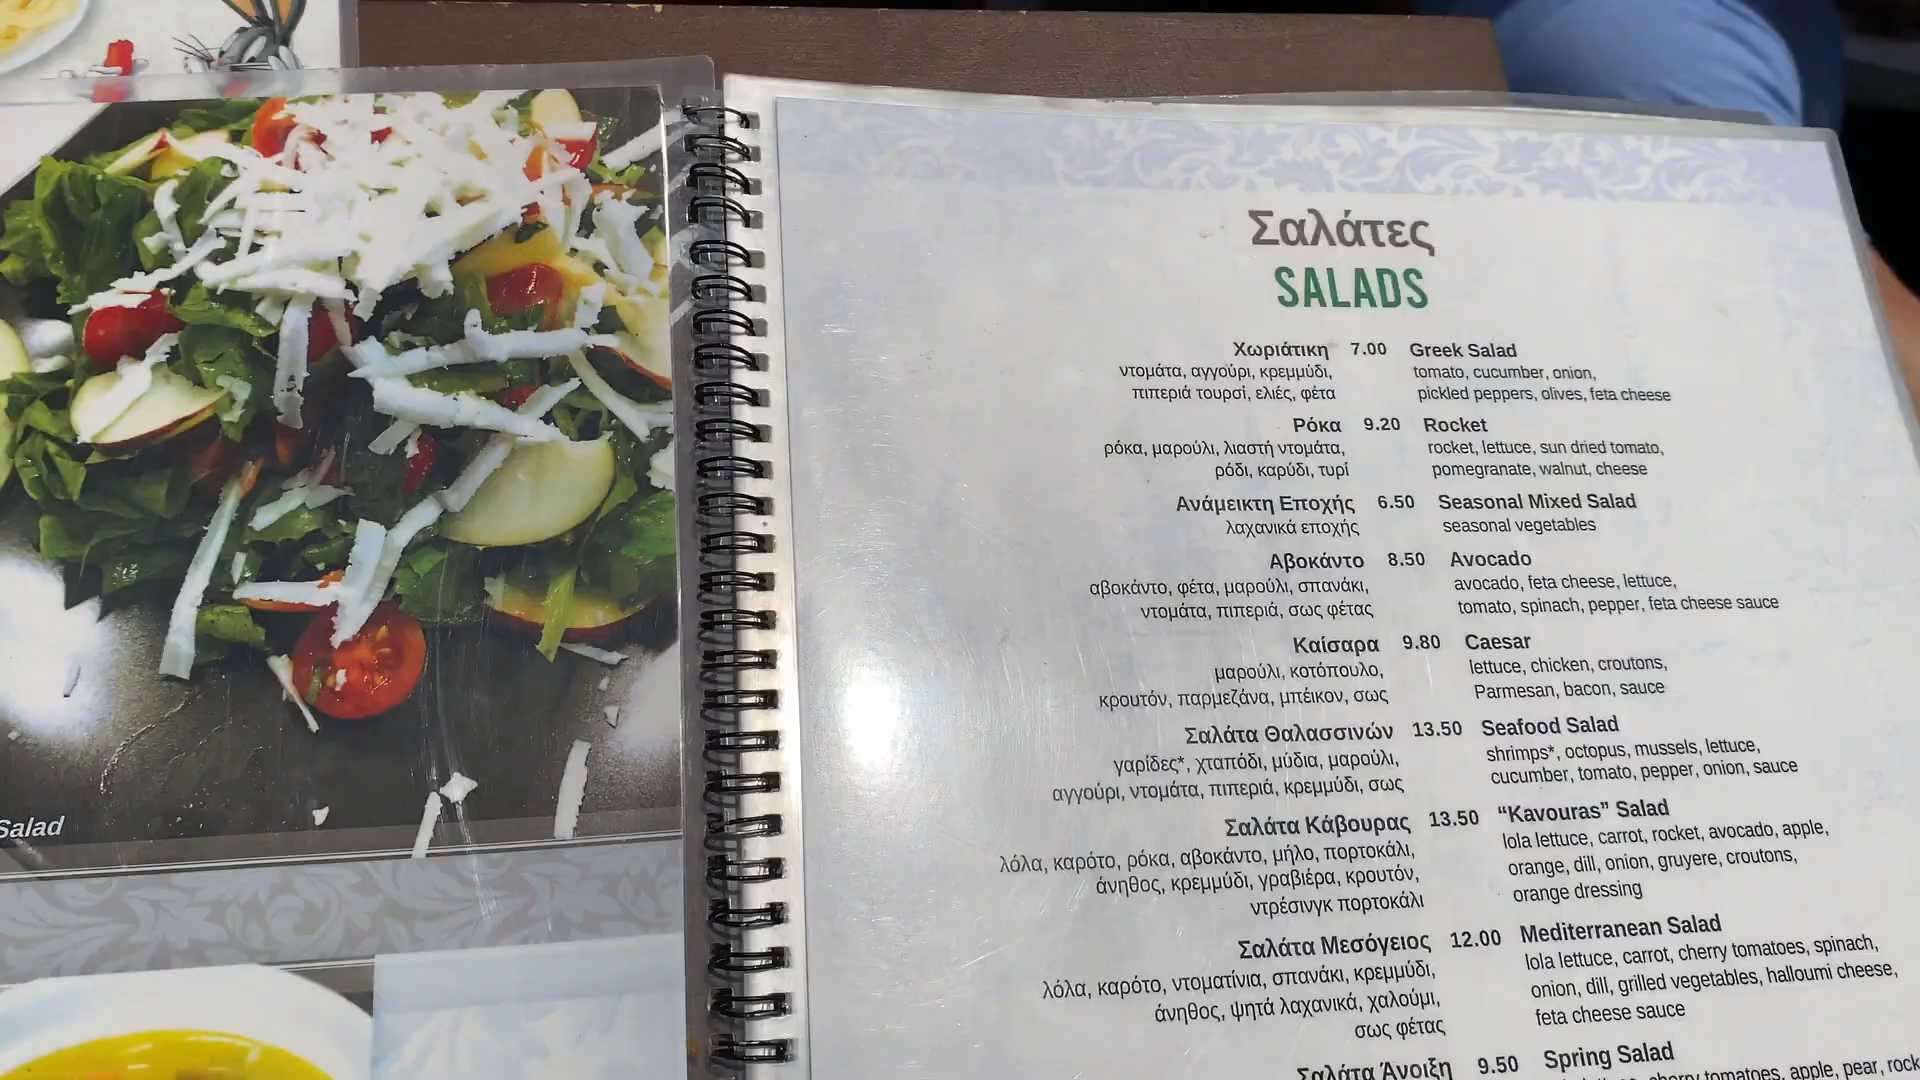 Salad
Σαλάτες
SALADS
Χωριάτικη 7.00 Greek Salad
ντομάτα, αγγούρι, κρεμμύδι, tomato, cucumber, onion,
πιπεριά τουρσί, ελιές, φέτα pickled peppers, olives, feta cheese
Ρόκα 9.20 Rocket
ρόκα, μαρούλι, λιαστή ντομάτα, rocket, lettuce, sun dried tomato,
ρόδι, καρύδι, τυρί pomegranate, walnut, cheese
Ανάμεικτη Εποχής 6.50 Seasonal Mixed Salad
λαχανικά εποχής seasonal vegetables
Αβοκάντο 8.50 Avocado
αβοκάντο, φέτα, μαρούλι, σπανάκι, avocado, feta cheese, lettuce,
ντομάτα, πιπεριά, σως φέτας tomato, spinach, pepper, feta cheese sauce
Καίσαρα 9.80 Caesar
μαρούλι, κοτόπουλο, lettuce, chicken, croutons,
κρουτόν, παρμεζάνα, μπέικον, σως Parmesan, bacon, sauce
Σαλάτα Θαλασσινών 13.50 Seafood Salad
γαρίδες*, χταπόδι, μύδια, μαρούλι, shrimps*, octopus, mussels, lettuce,
αγγούρι, ντομάτα, πιπεριά, κρεμμύδι, σως cucumber, tomato, pepper, onion, sauce
Σαλάτα Κάβουρας 13.50 “Kavouras” Salad
λόλα, καρότο, ρόκα, αβοκάντο, μήλο, πορτοκάλι, lola lettuce, carrot, rocket, avocado, apple,
άνηθος, κρεμμύδι, γραβιέρα, κρουτόν, orange, dill, onion, gruyere, croutons,
ντρέσινγκ πορτοκάλι orange dressing
Σαλάτα Μεσόγειος 12.00 Mediterranean Salad
λόλα, καρότο, ντοματίνια, σπανάκι, κρεμμύδι, lola lettuce, carrot, cherry tomatoes, spinach,
άνηθος, ψητά λαχανικά, χαλούμι, onion, dill, grilled vegetables, halloumi cheese,
σως φέτας feta cheese sauce
Σαλάτα Άνοιξη 9.50 Spring Salad
cherry tomatoes, apple, pear,